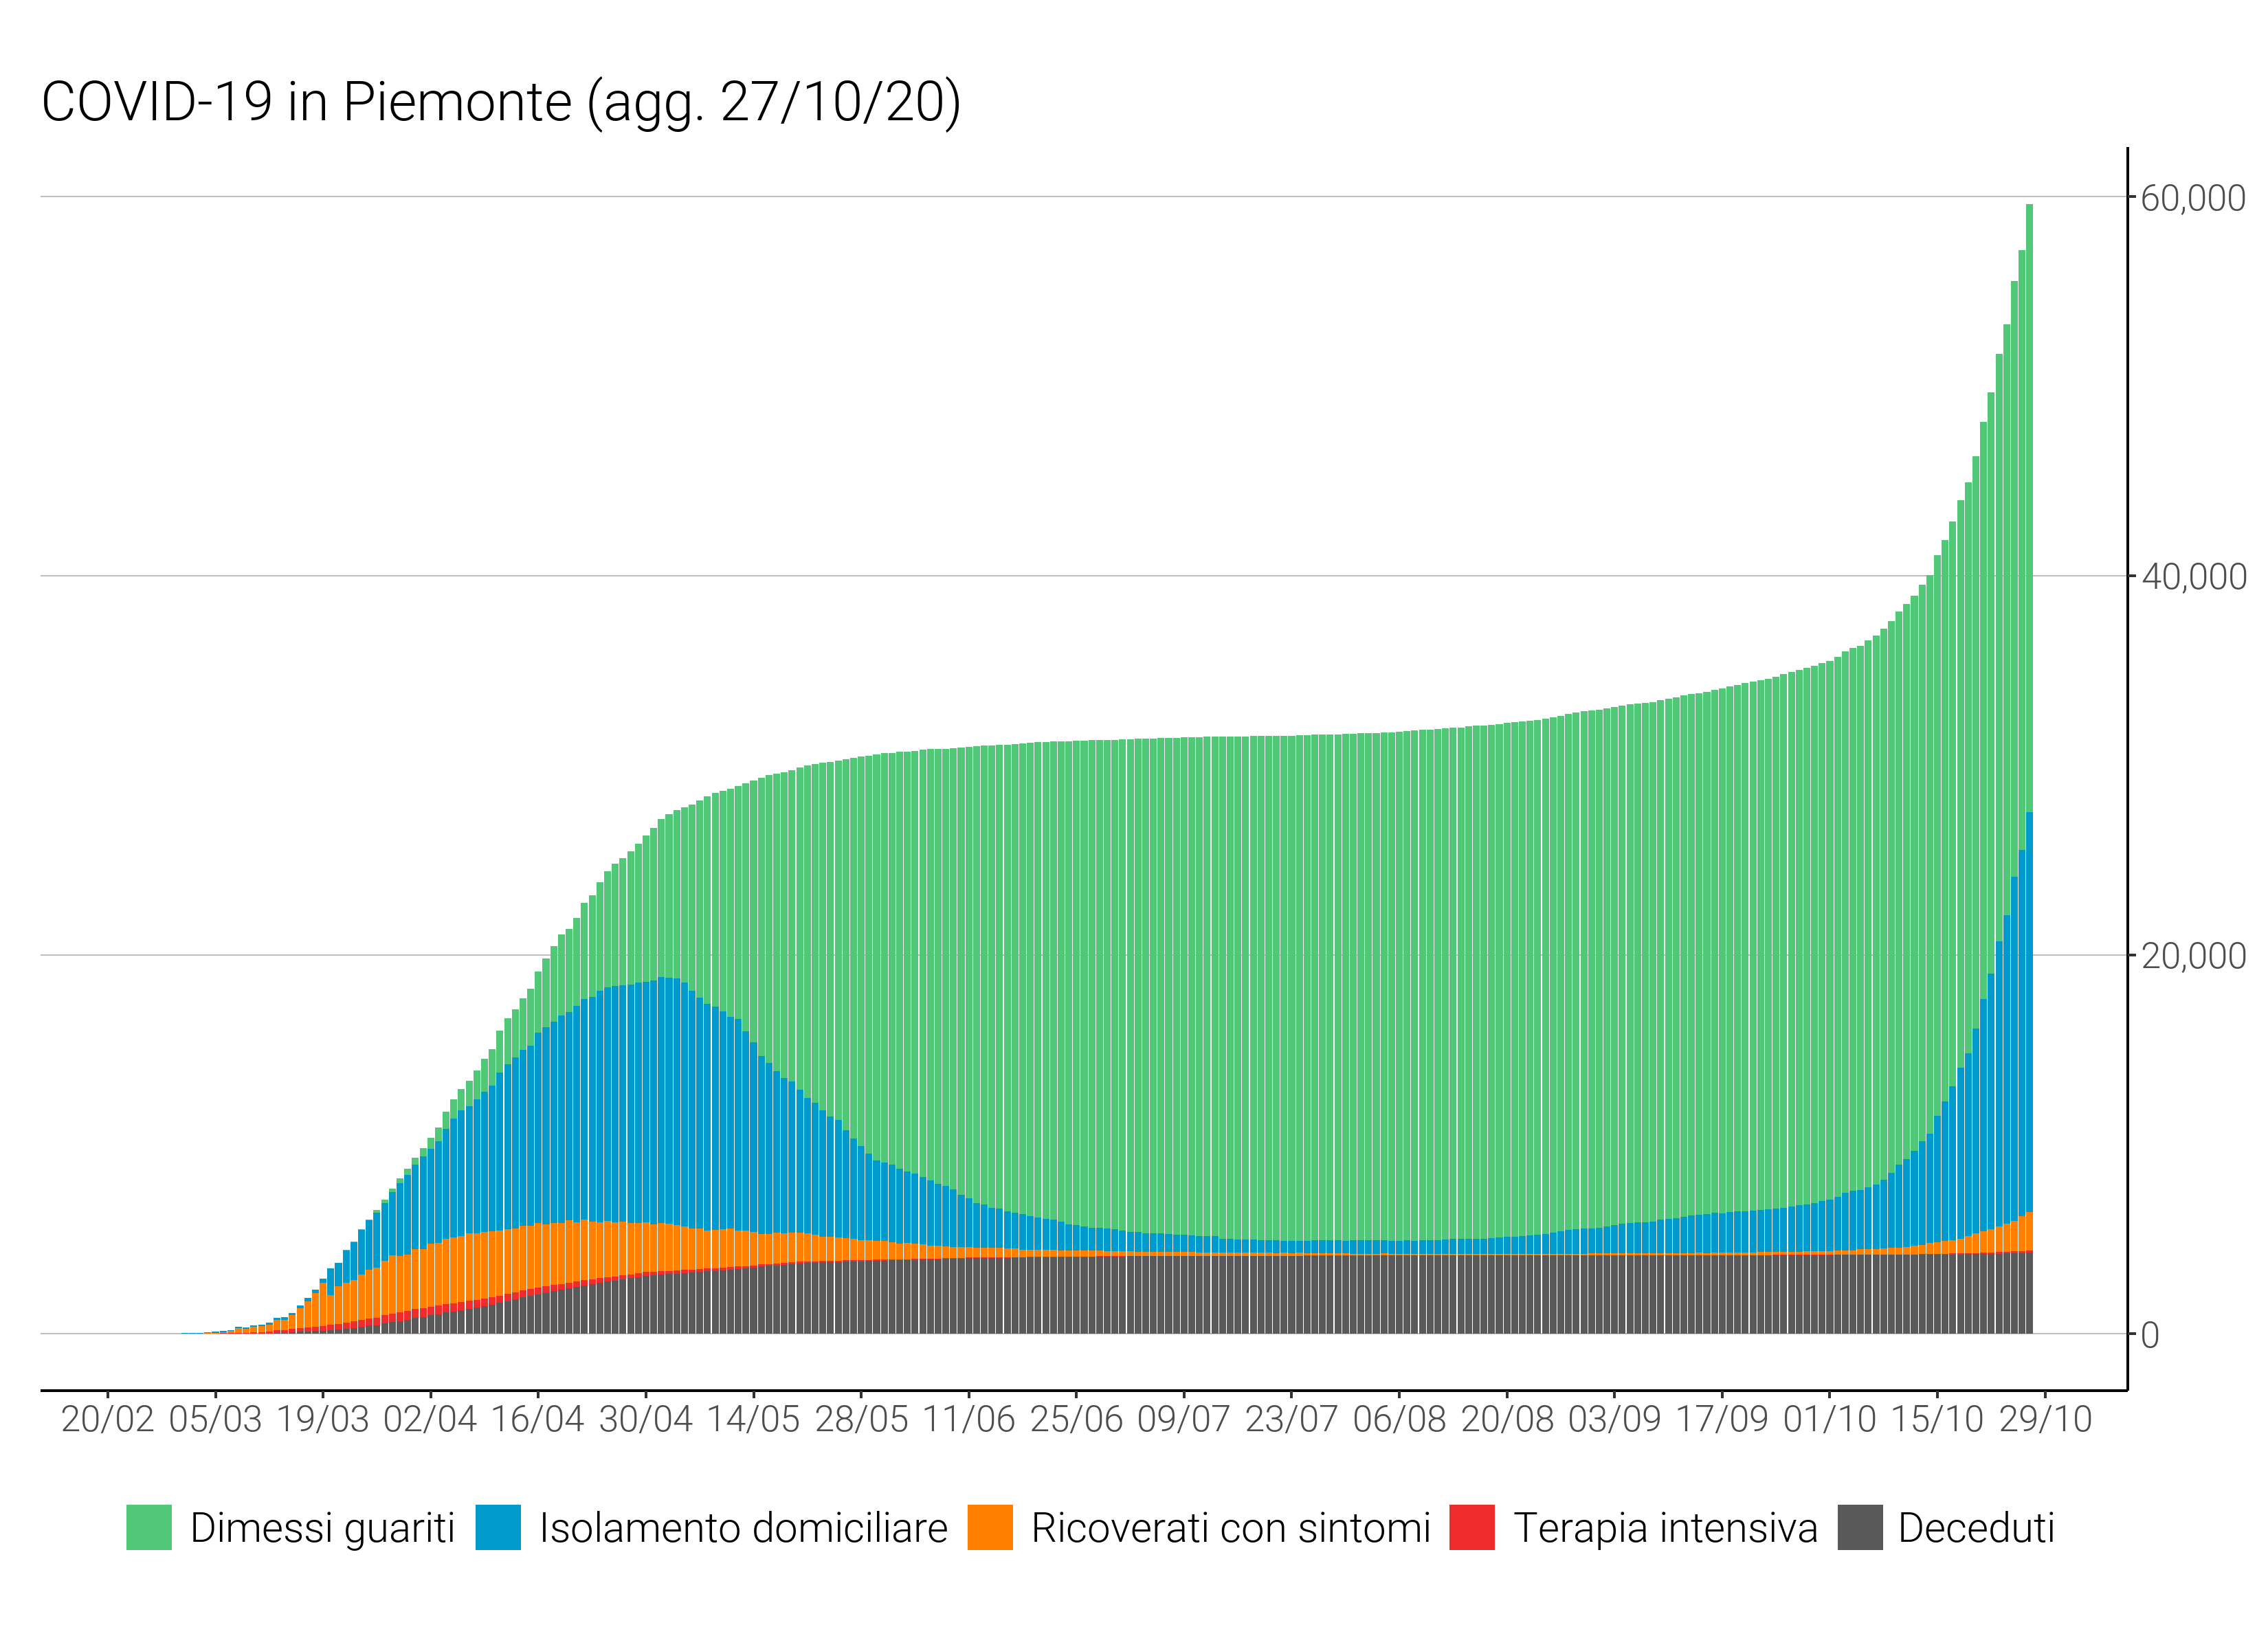 COVID-19 in Piemonte (agg. 27/10/20)
60,000
40,000
20,000
0
20/02 05/03 19/03 02/04 16/04 30/04 14/05 28/05 11/06 25/06 09/07 23/07 06/08 20/08 03/09 17/09 01/10 15/10 29/10
Dimessi guariti Isolamento domiciliare Ricoverati con sintomi Terapia intensiva Deceduti